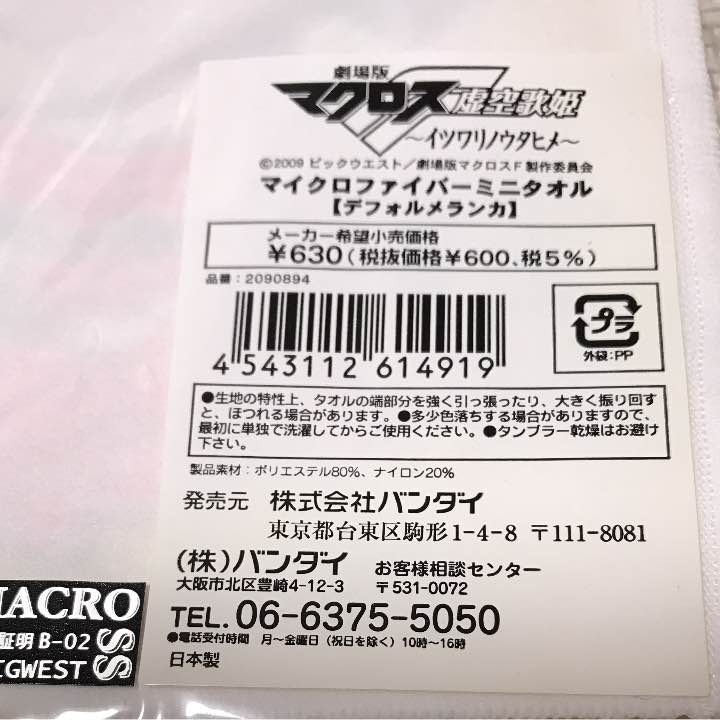 劇場版
マクロスF 虚空歌姫
～イツワリノウタヒメ～
©2009 ビックウエスト／劇場版マクロスＦ製作委員会
マイクロファイバーミニタオル
【デフォルメランカ】
メーカー希望小売価格
¥630(税抜価格¥600、税5%)
品番：2090894
4 543112 614919
プラ
外袋：PP
●生地の特性上、タオルの端部分を強く引っ張ったり、大きく振り回す
と、ほつれる場合があります。●多少色落ちする場合がありますので、
最初に単独で洗濯してからご使用ください。●タンブラー乾燥はお避け
下さい。
製品素材：ポリエステル80%、ナイロン20%
発売元 株式会社バンダイ
東京都台東区駒形1-4-8 〒111-8081
(株)バンダイ お客様相談センター
大阪市北区豊崎4-12-3 〒531-0072
TEL. 06-6375-5050
●電話受付時間 月～金曜日(祝日を除く)10時～16時
日本製
MACRO
証明 B-02
IGWEST
SS